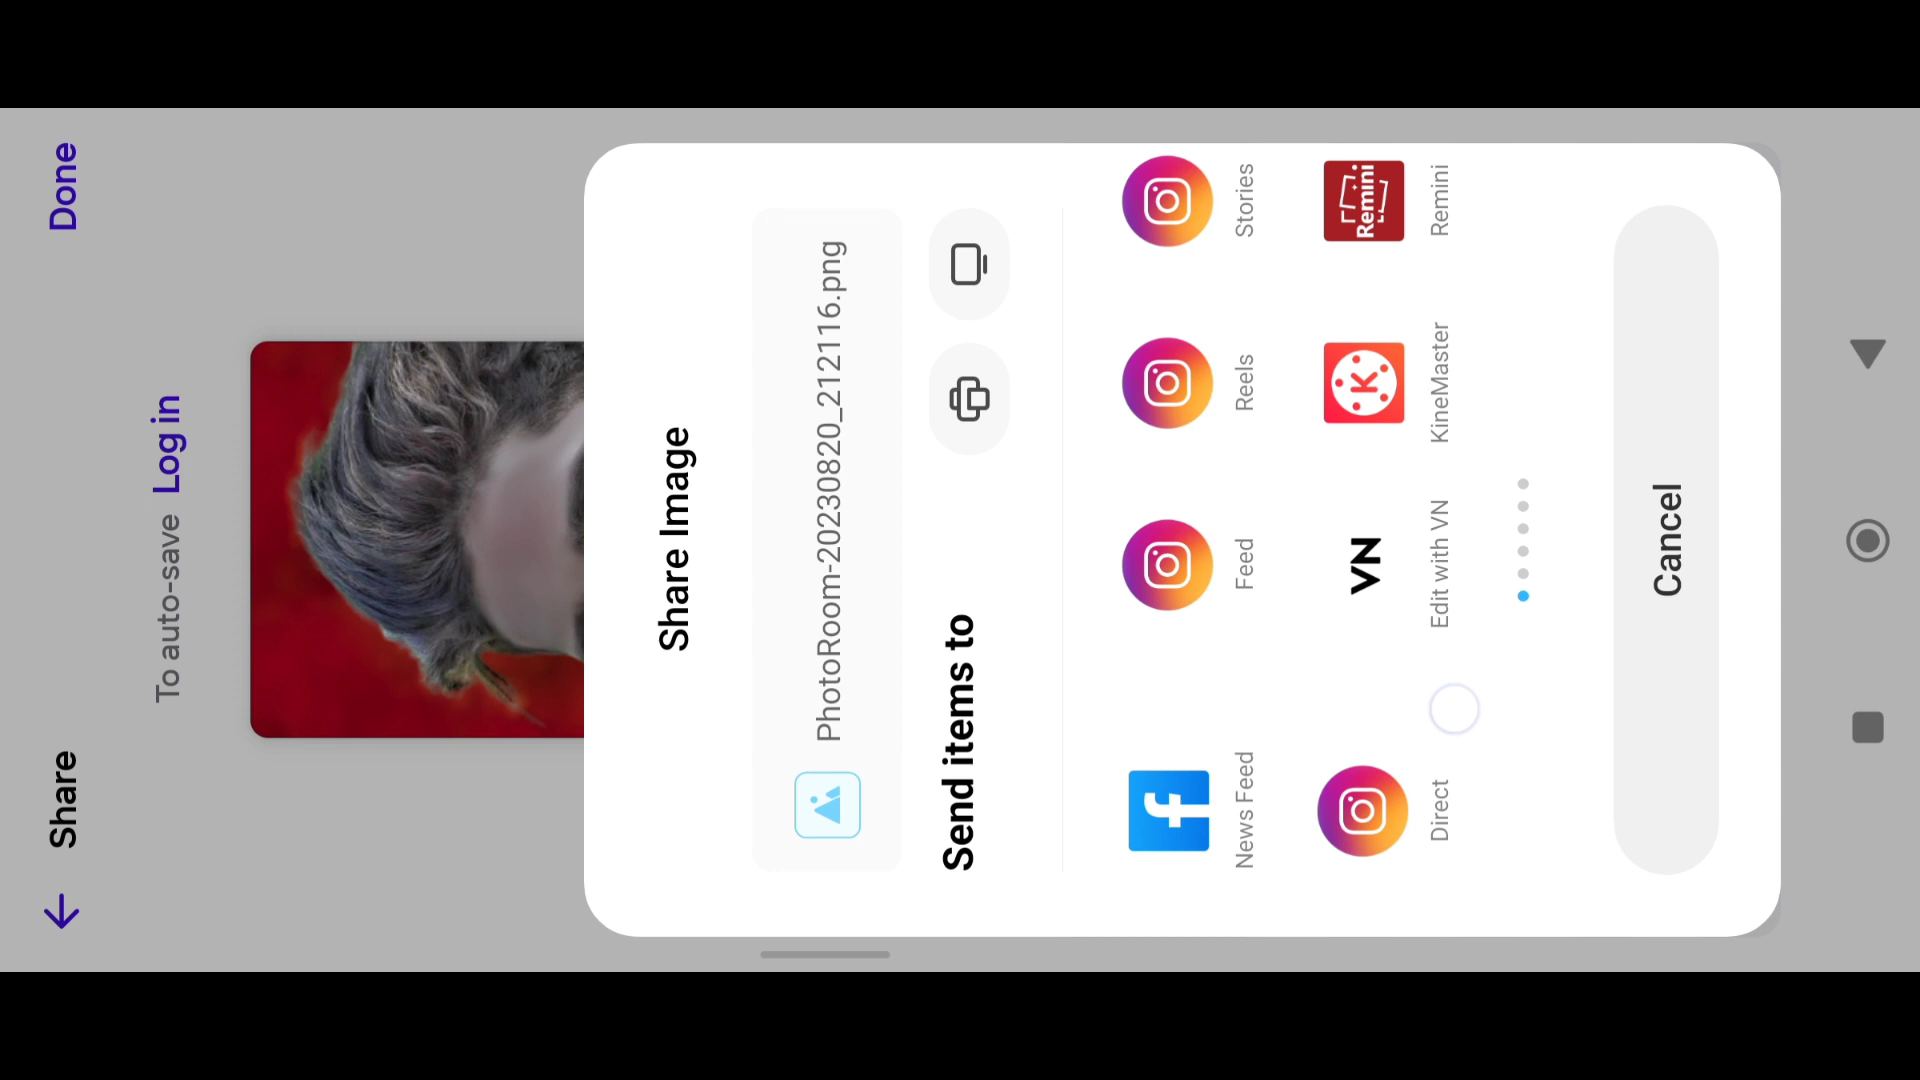 Share
Done
To auto-save Log in
Share Image
PhotoRoom-20230820_212116.png
Send items to
News Feed
Feed
Reels
Stories
Direct
VN
Edit with VN
KineMaster
Remini
Remini
Cancel